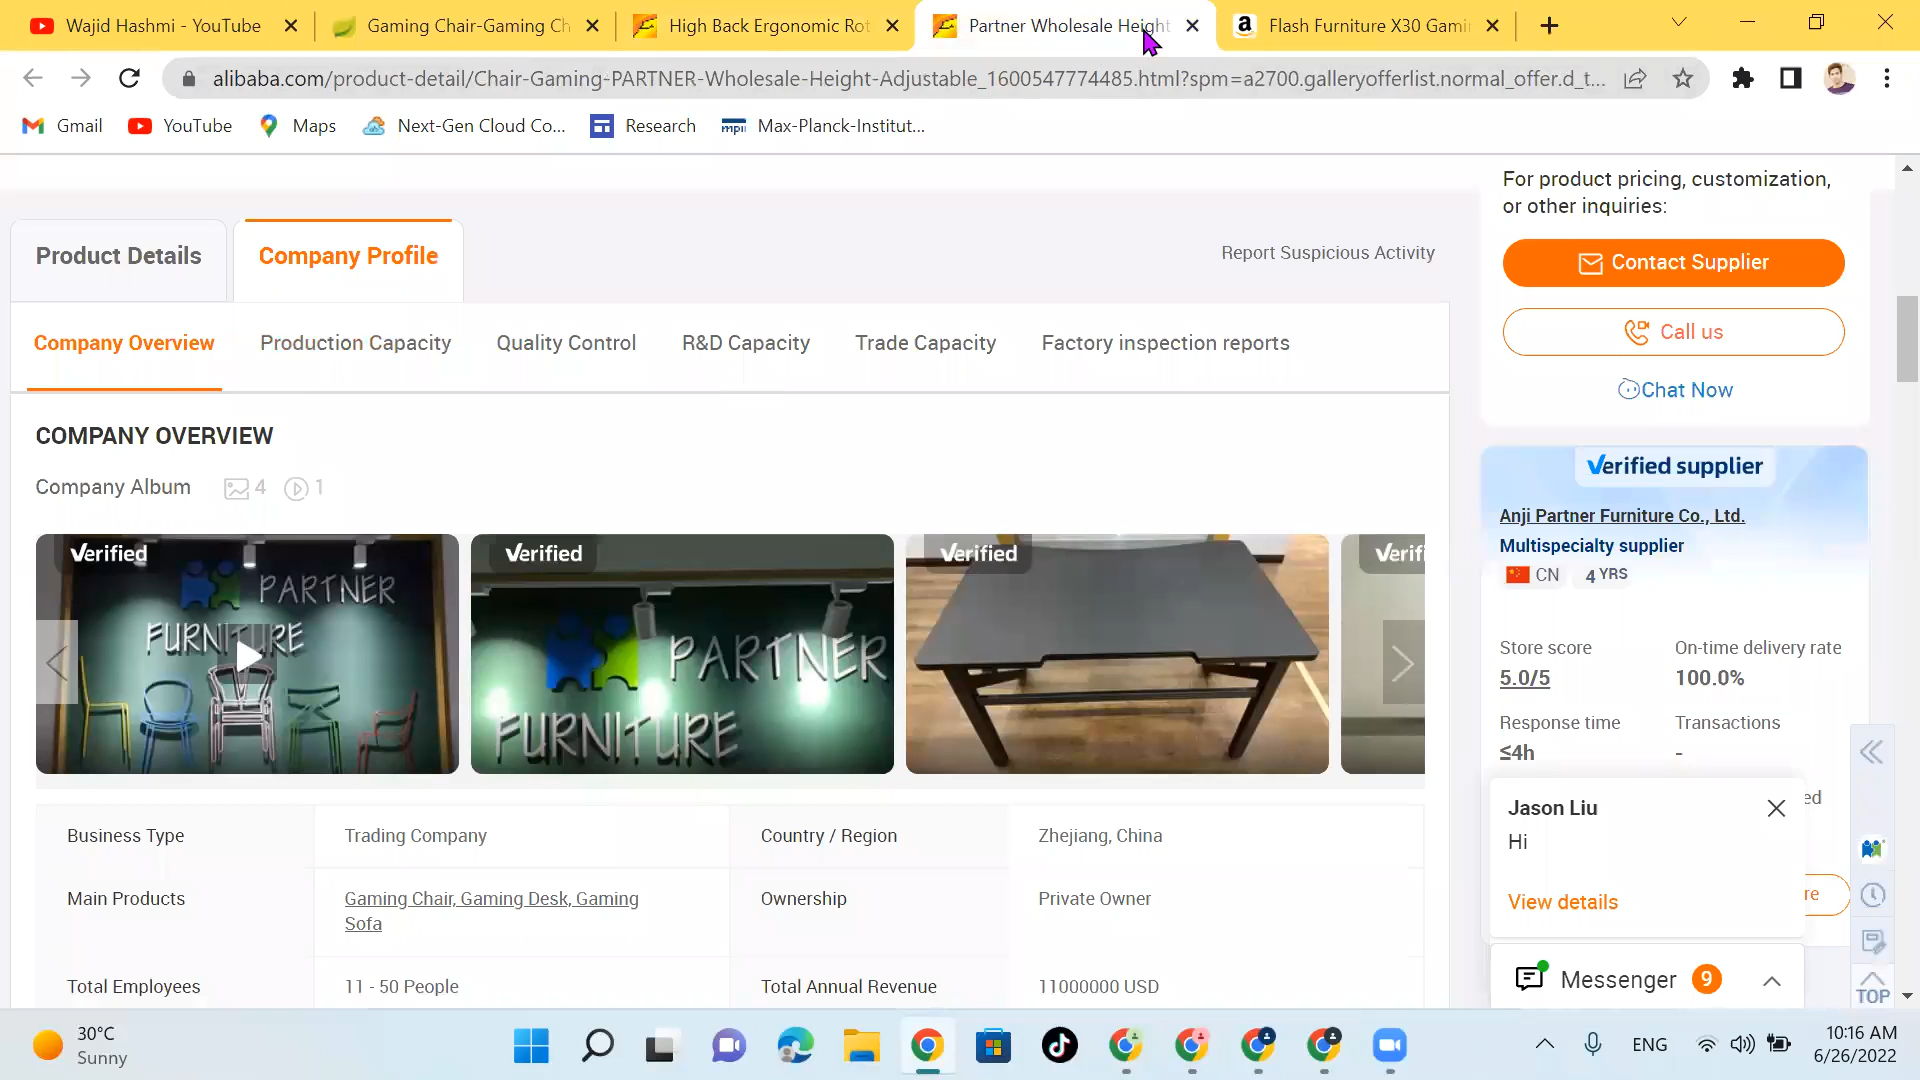 Wajid Hashmi - YouTube
Gaming Chair-Gaming Ch
High Back Ergonomic Rot
Partner Wholesale Height
Flash Furniture X30 Gami
alibaba.com/product-detail/Chair-Gaming-PARTNER-Wholesale-Height-Adjustable_1600547774485.html?spm=a2700.galleryofferlist.normal_offer.d_t...
Gmail
YouTube
Maps
Next-Gen Cloud Co...
Research
mpii
Max-Planck-Institut...
Product Details
Company Profile
Report Suspicious Activity
Company Overview
Production Capacity
Quality Control
R&D Capacity
Trade Capacity
Factory inspection reports
COMPANY OVERVIEW
Company Album
4
1
Verified
PARTNER
FURNITURE
Verified
PARTNER
FURNITURE
Verified
Verifi
Business Type
Trading Company
Country / Region
Zhejiang, China
Main Products
Gaming Chair, Gaming Desk, Gaming
Sofa
Ownership
Private Owner
Total Employees
11 - 50 People
Total Annual Revenue
11000000 USD
For product pricing, customization,
or other inquiries:
Contact Supplier
Call us
Chat Now
Verified supplier
Anji Partner Furniture Co., Ltd.
Multispecialty supplier
CN
4 YRS
Store score
On-time delivery rate
5.0/5
100.0%
Response time
Transactions
≤4h
-
ed
Jason Liu
Hi
View details
re
Messenger
9
TOP
30°C
Sunny
ENG
10:16 AM
6/26/2022